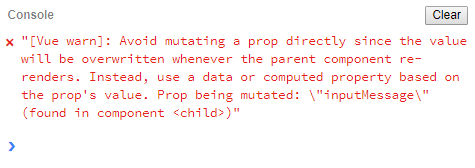 Console
Clear
× "[Vue warn]: Avoid mutating a prop directly since the value
will be overwritten whenever the parent component re-
renders. Instead, use a data or computed property based on
the prop's value. Prop being mutated: \"inputMessage\"
(found in component <child>)"